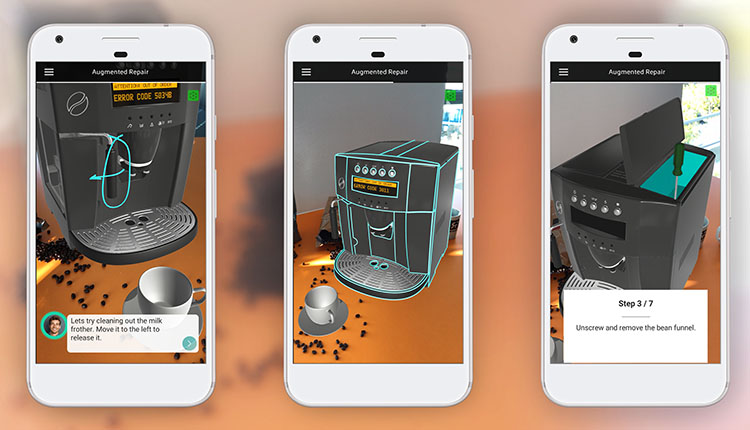 Augmented Repair
ATTENTION! OUT OF ORDER
ERROR CODE 5034B
Lets try cleaning out the milk
frother. Move it to the left to
release it.
Augmented Repair
ERROR CODE 3611
Augmented Repair
Step 3 / 7
Unscrew and remove the bean funnel.